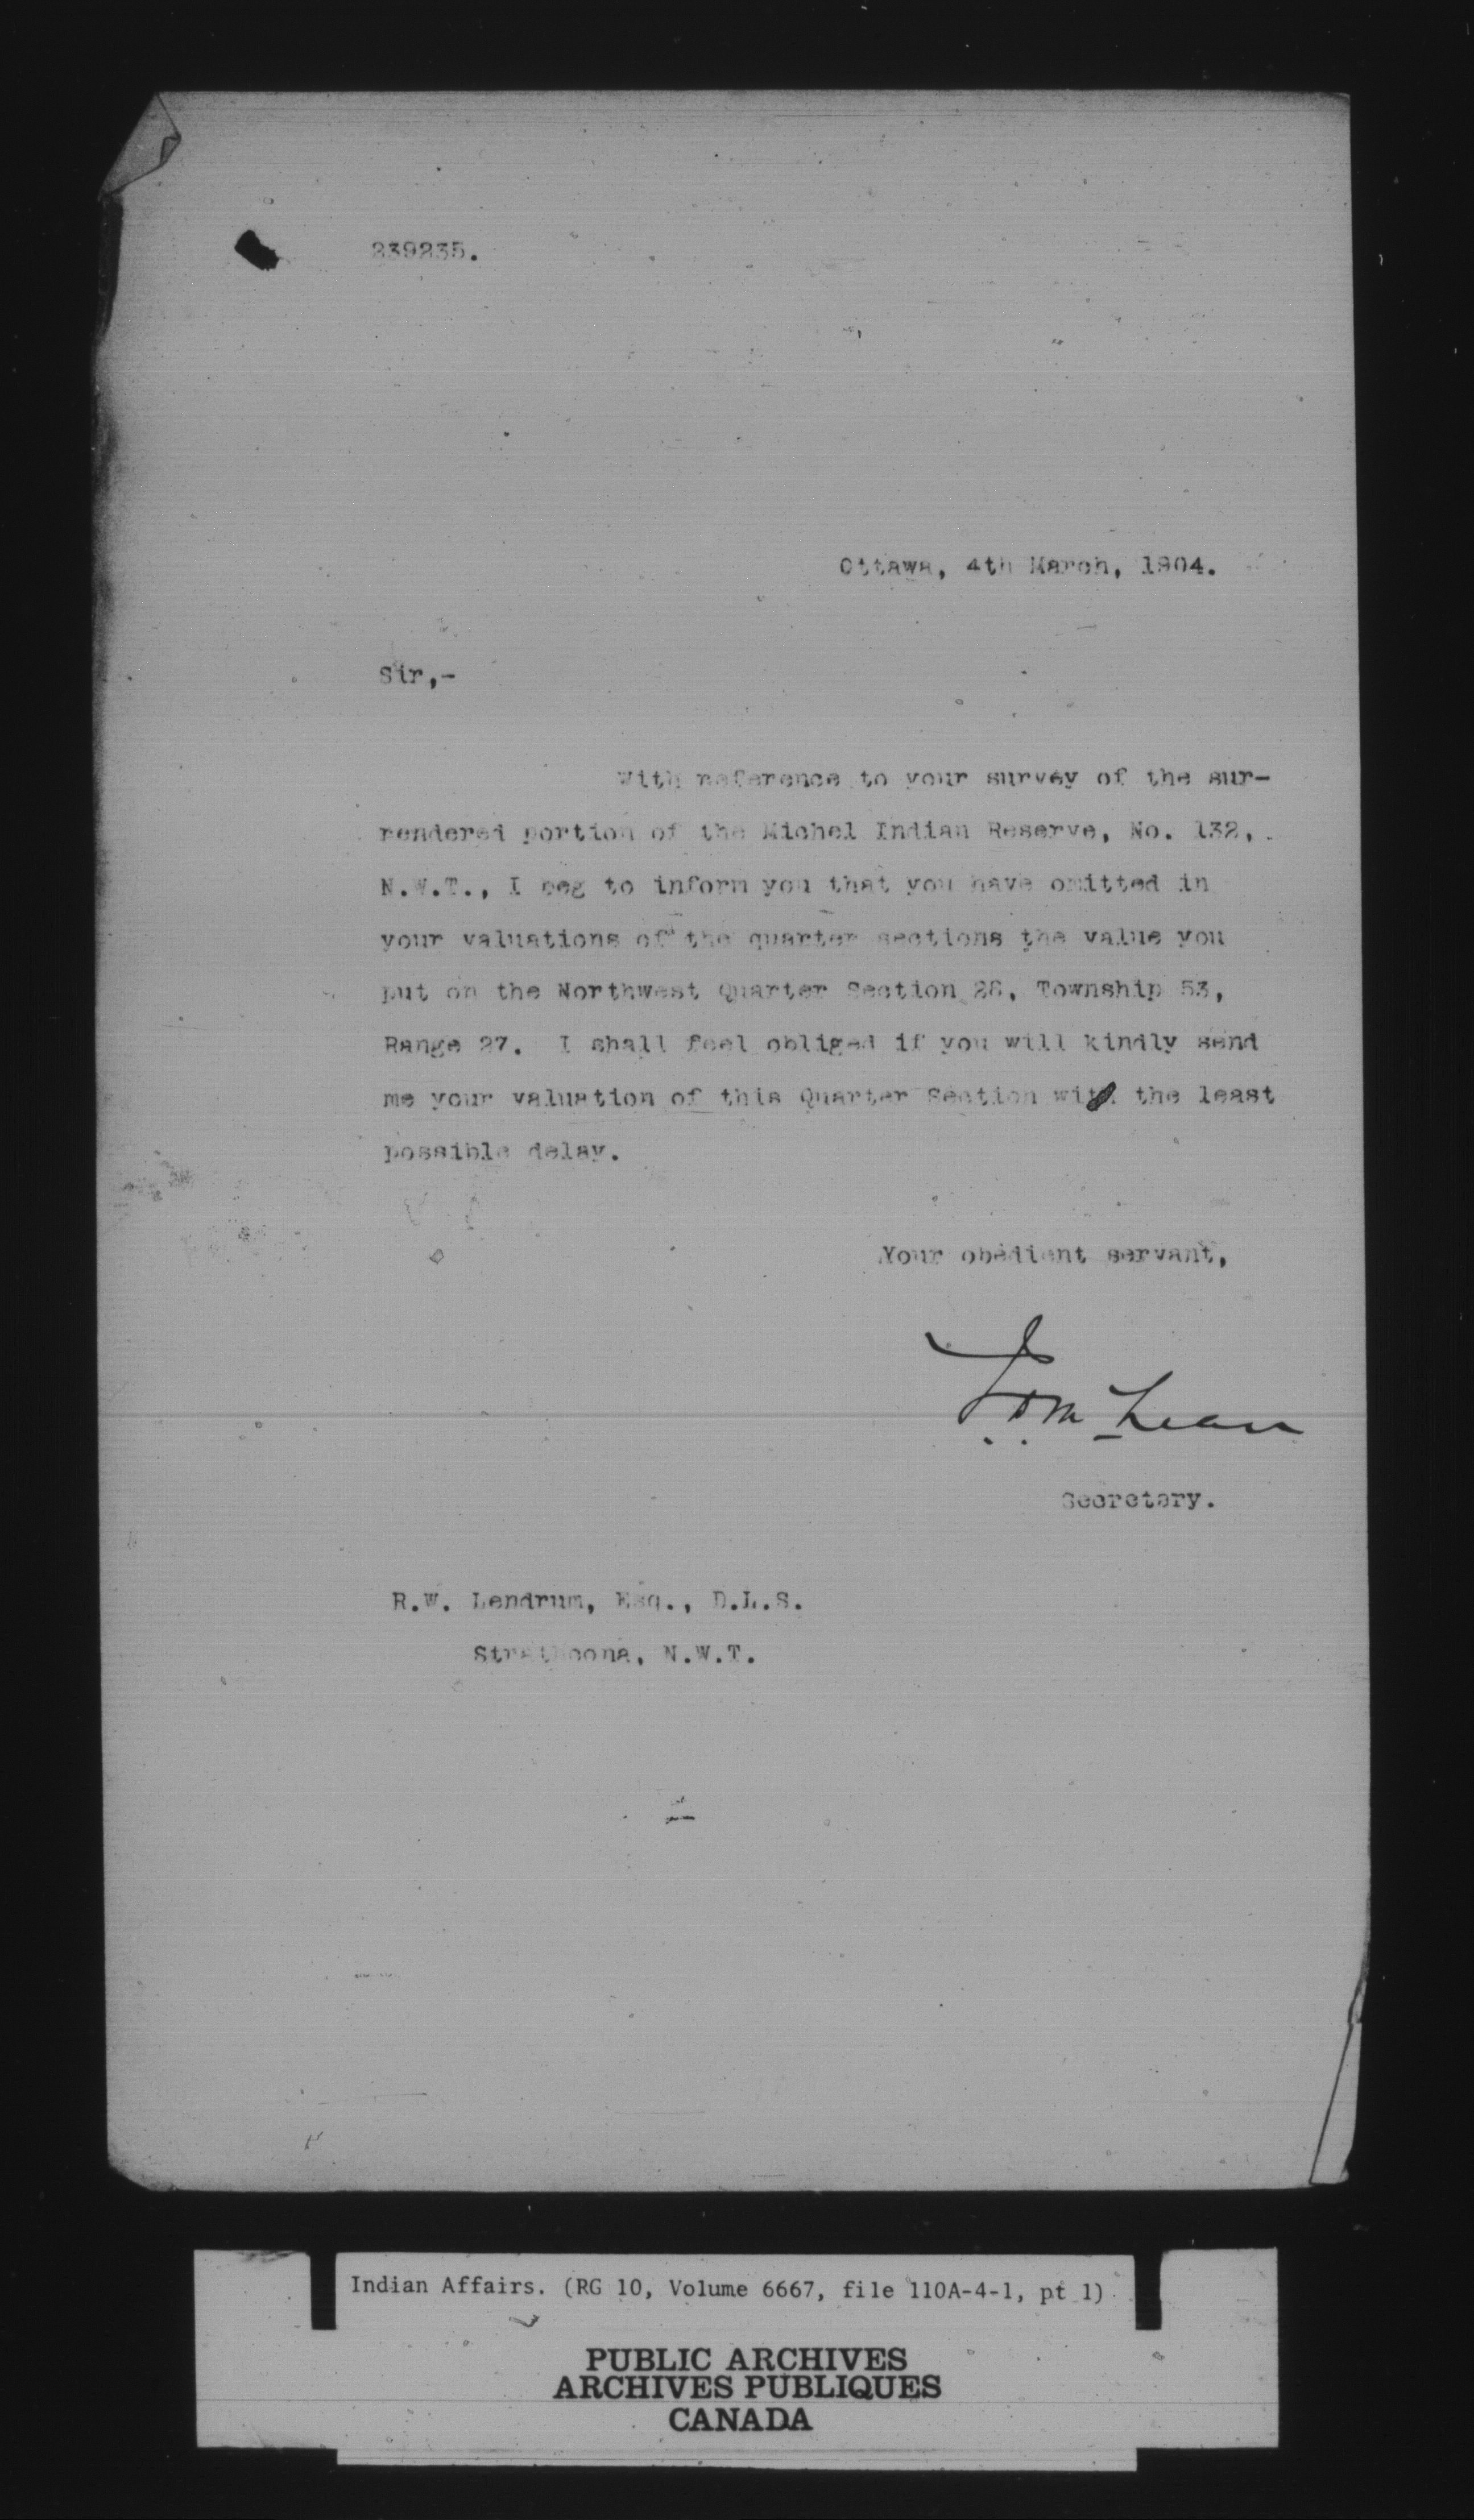 239235.
Ottawa, 4th March, 1904.
Sir,-
With reference to your survey of the sur-
rendered portion of the Michel Indian Reserve, No. 132,
N.W.T., I beg to inform you that you have omitted in
your valuations of the quarter sections the value you
put on the Northwest Quarter Section 28, Township 53,
Range 27. I shall feel obliged if you will kindly send
me your valuation of this Quarter Section with the least
possible delay.
Your obedient servant,
J. D. McLean
Secretary.
R.W. Lendrum, Esq., D.L.S.
Strathcona, N.W.T.
Indian Affairs. (RG 10, Volume 6667, file 110A-4-1, pt 1)
PUBLIC ARCHIVES
ARCHIVES PUBLIQUES
CANADA